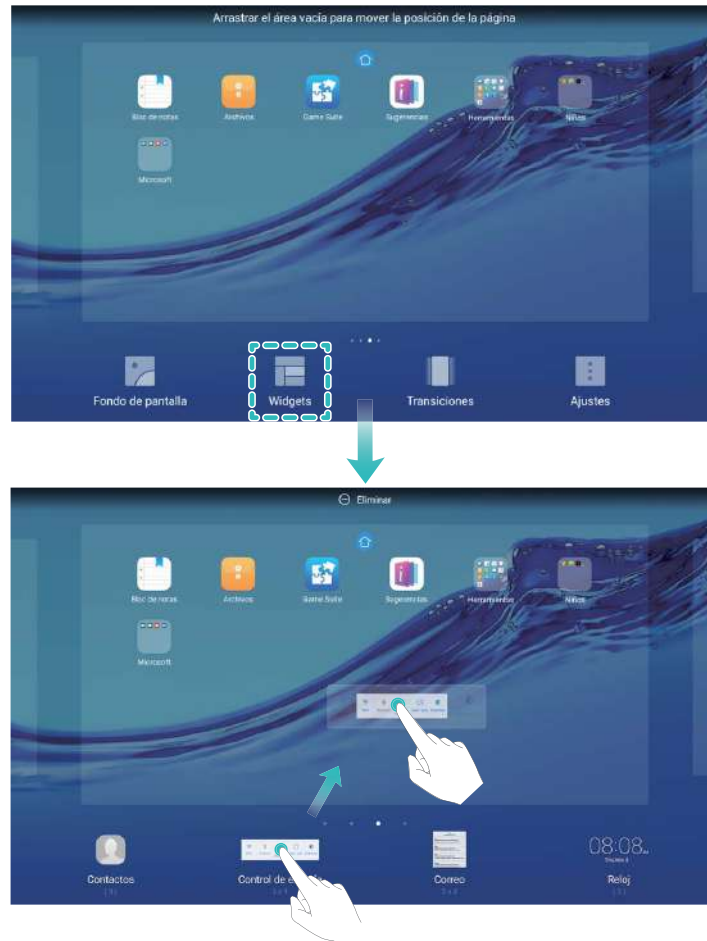 Arrastrar el área vacía para mover la posición de la página
Bloc de notas Archivos Game Suite Sugerencias Herramientas Niños
Microsoft
Fondo de pantalla Widgets Transiciones Ajustes
Eliminar
Bloc de notas Archivos Game Suite Sugerencias Herramientas Niños
Microsoft
08:08
Contactos Control de Correo Reloj